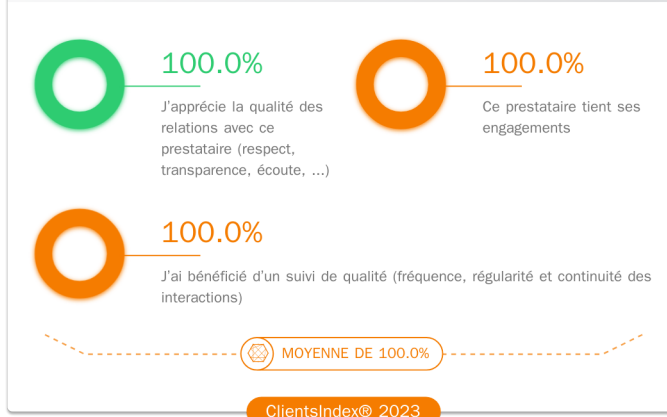 100.0%
J'apprécie la qualité des
relations avec ce
prestataire (respect,
transparence, écoute, ...)
100.0%
Ce prestataire tient ses
engagements
100.0%
J'ai bénéficié d'un suivi de qualité (fréquence, régularité et continuité des
interactions)
MOYENNE DE 100.0%
ClientsIndex® 2023